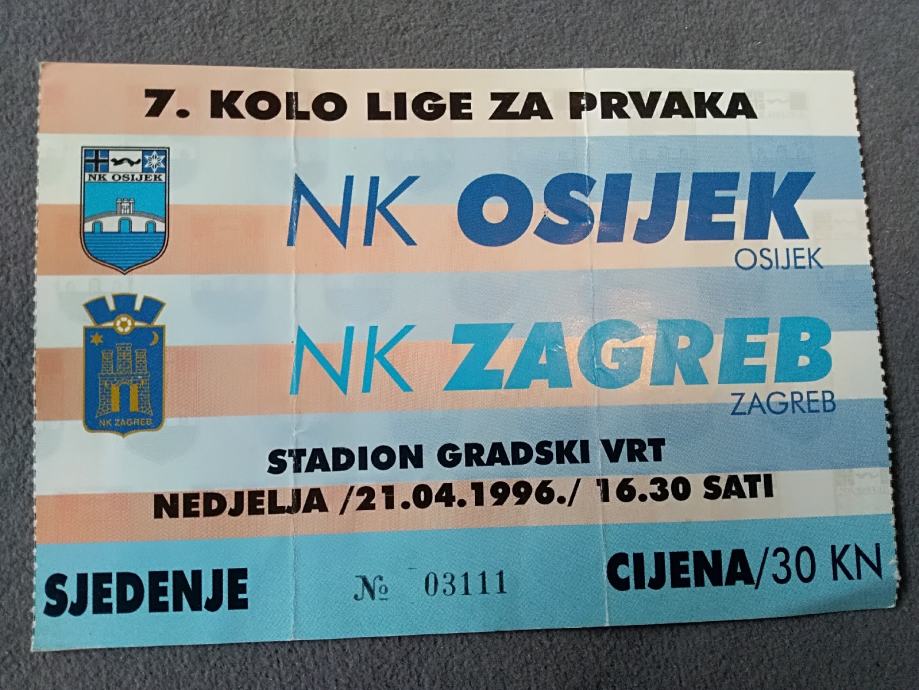 7. KOLO LIGE ZA PRVAKA
NK OSIJEK
NK OSIJEK
OSIJEK
NK ZAGREB
ZAGREB
NK ZAGREB
STADION GRADSKI VRT
NEDJELJA /21.04.1996./ 16.30 SATI
SJEDENJE
№ 03111
CIJENA/30 KN